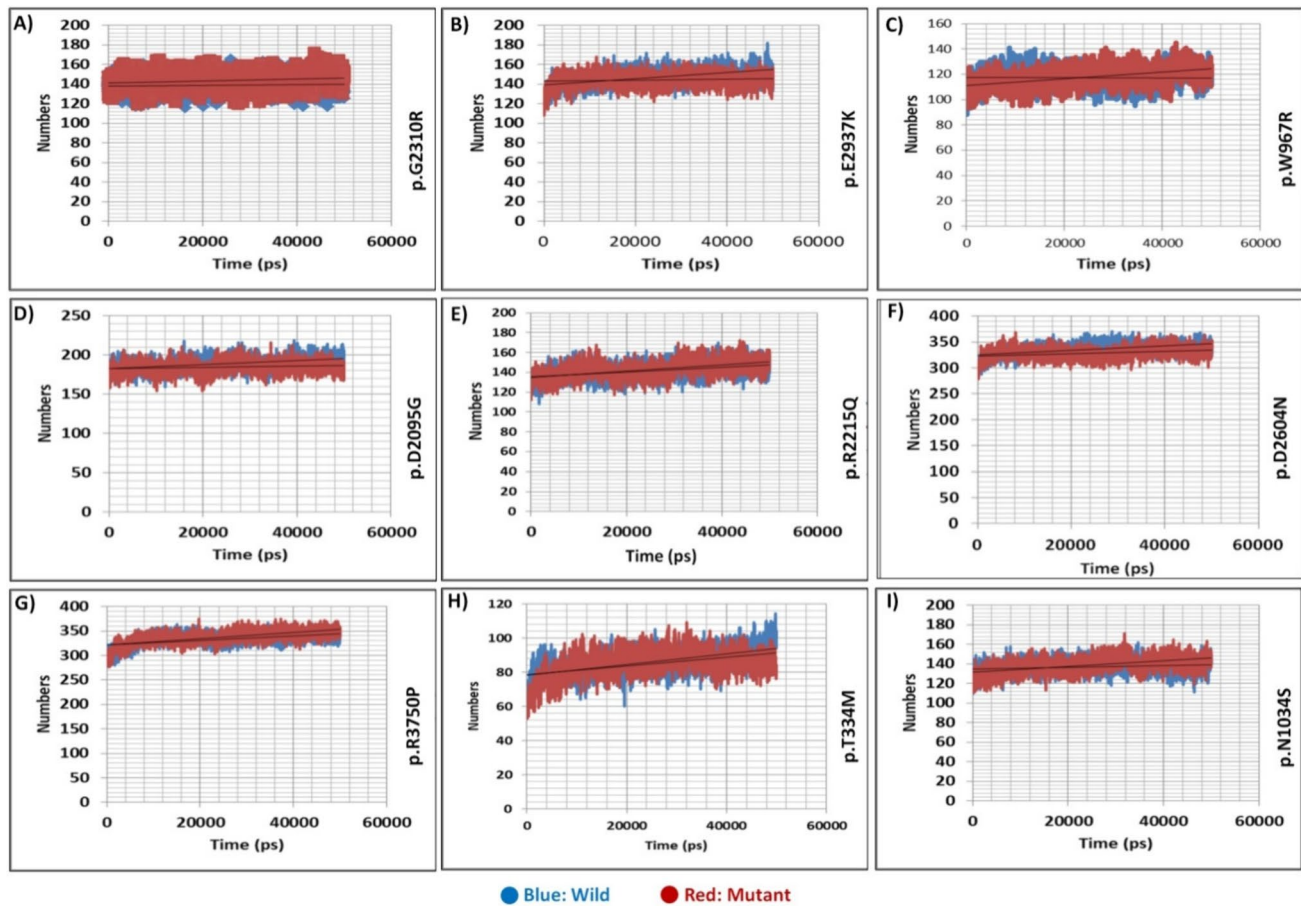 A)
200
180
160
140
120
100
80
60
40
20
0
Numbers
0 20000 40000 60000
Time (ps)
p.G2310R
B)
200
180
160
140
120
100
80
60
40
20
0
Numbers
0 20000 40000 60000
Time (ps)
p.E2937K
C)
160
140
120
100
80
60
40
20
0
Numbers
0 20000 40000 60000
Time (ps)
p.W967R
D)
250
200
150
100
50
0
Numbers
0 20000 40000 60000
Time (ps)
p.D2095G
E)
200
180
160
140
120
100
80
60
40
20
0
Numbers
0 20000 40000 60000
Time (ps)
p.R2215Q
F)
400
350
300
250
200
150
100
50
0
Numbers
0 20000 40000 60000
Time (ps)
p.D2604N
G)
400
350
300
250
200
150
100
50
0
Numbers
0 20000 40000 60000
Time (ps)
p.R3750P
H)
120
100
80
60
40
20
0
Numbers
0 20000 40000 60000
Time (ps)
p.T334M
I)
200
180
160
140
120
100
80
60
40
20
0
Numbers
0 20000 40000 60000
Time (ps)
p.N1034S
Blue: Wild
Red: Mutant